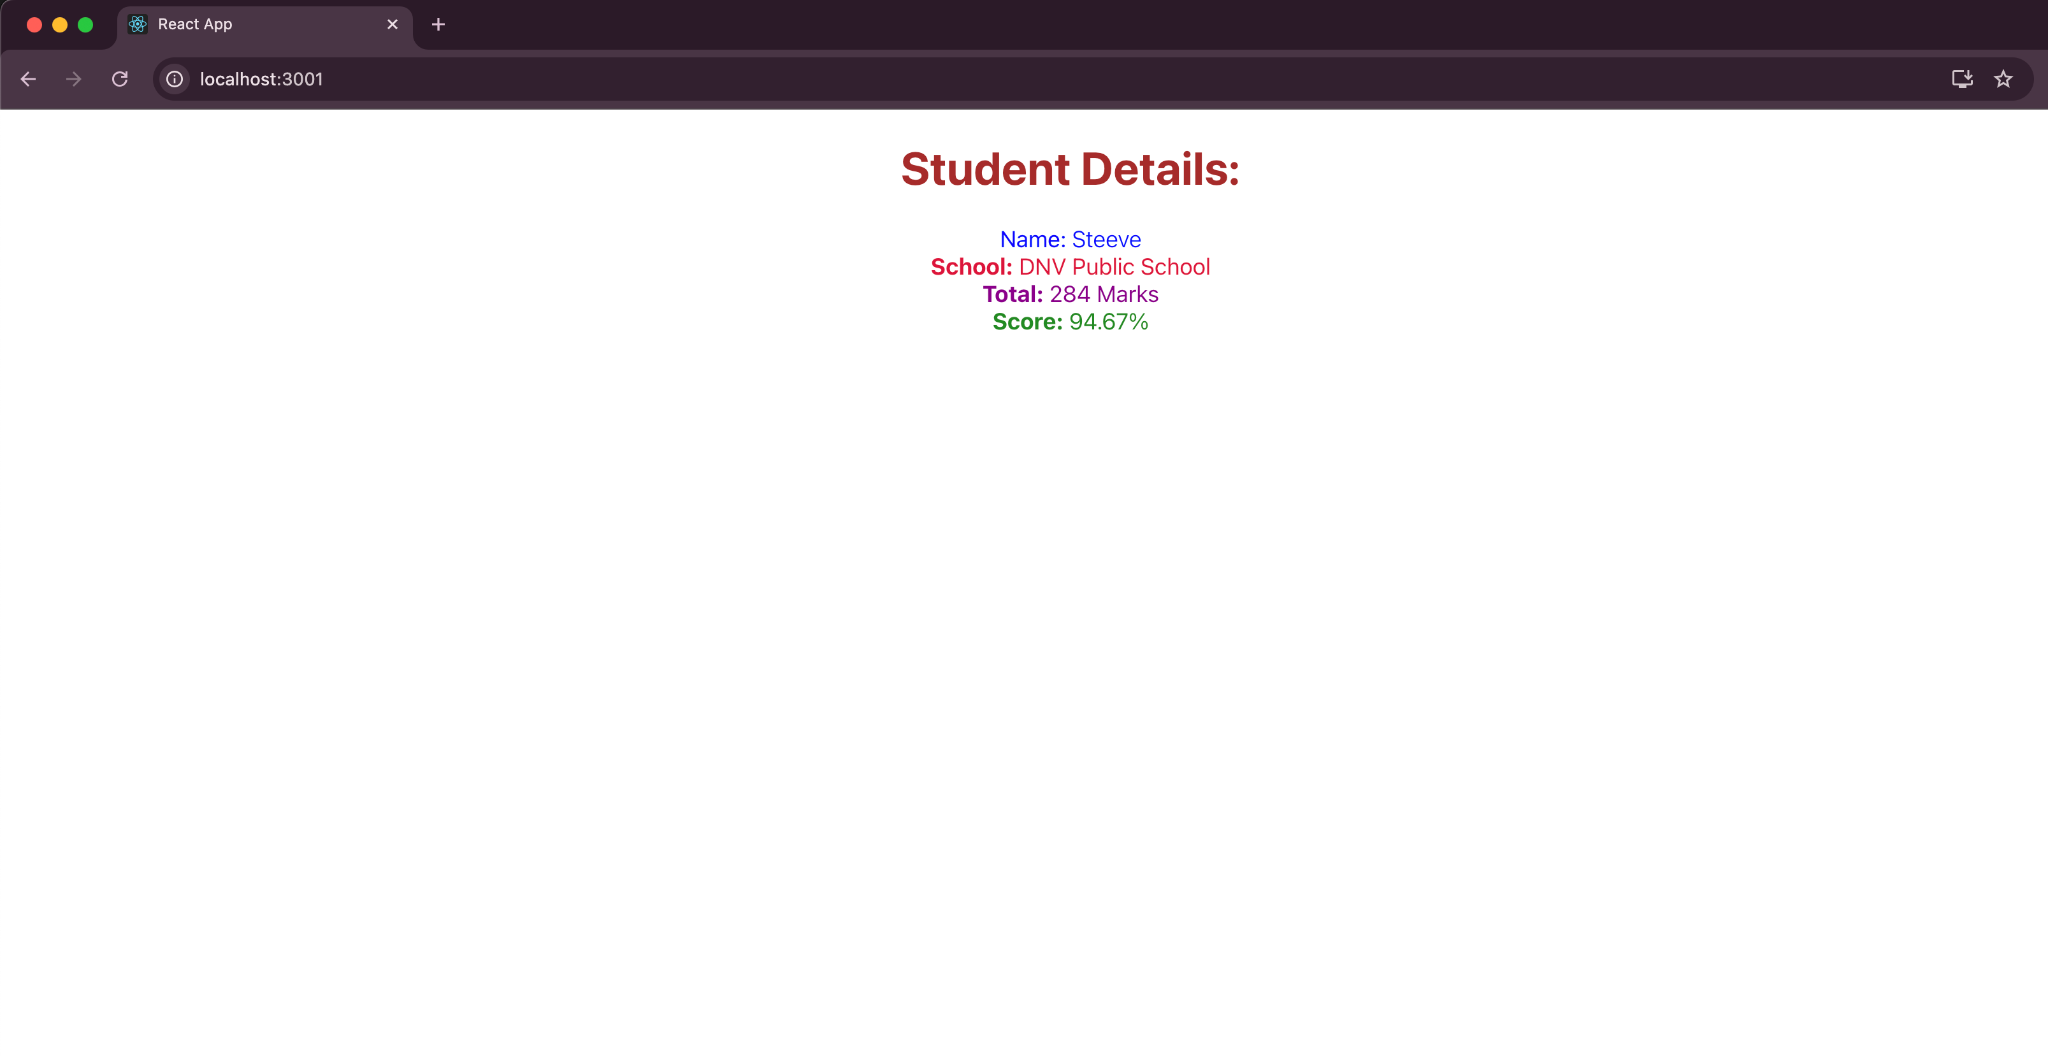 React App
localhost:3001
Student Details:
Name: Steeve
School: DNV Public School
Total: 284 Marks
Score: 94.67%